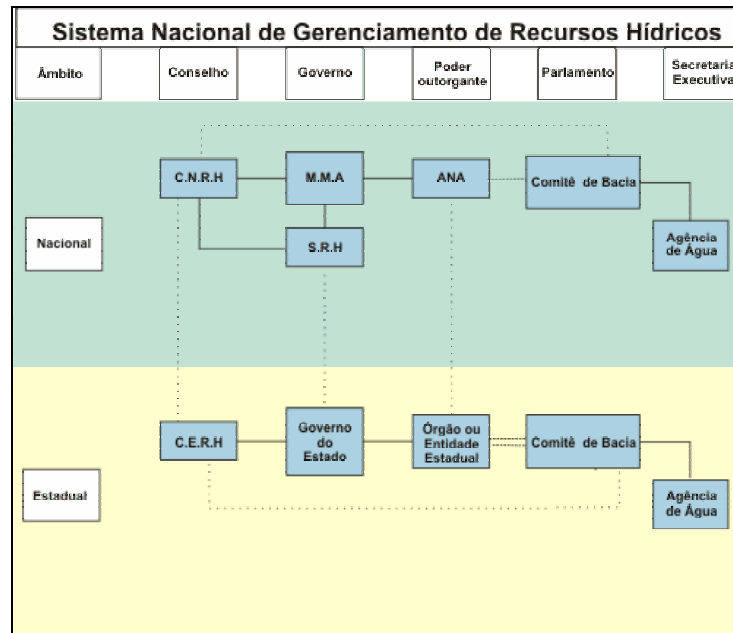 Sistema Nacional de Gerenciamento de Recursos Hídricos
Âmbito
Conselho
Governo
Poder
outorgante
Parlamento
Secretaria
Executiva
Nacional
C.N.R.H
M.M.A
ANA
Comitê de Bacia
S.R.H
Agência
de Água
Estadual
C.E.R.H
Governo
do
Estado
Órgão ou
Entidade
Estadual
Comitê de Bacia
Agência
de Água